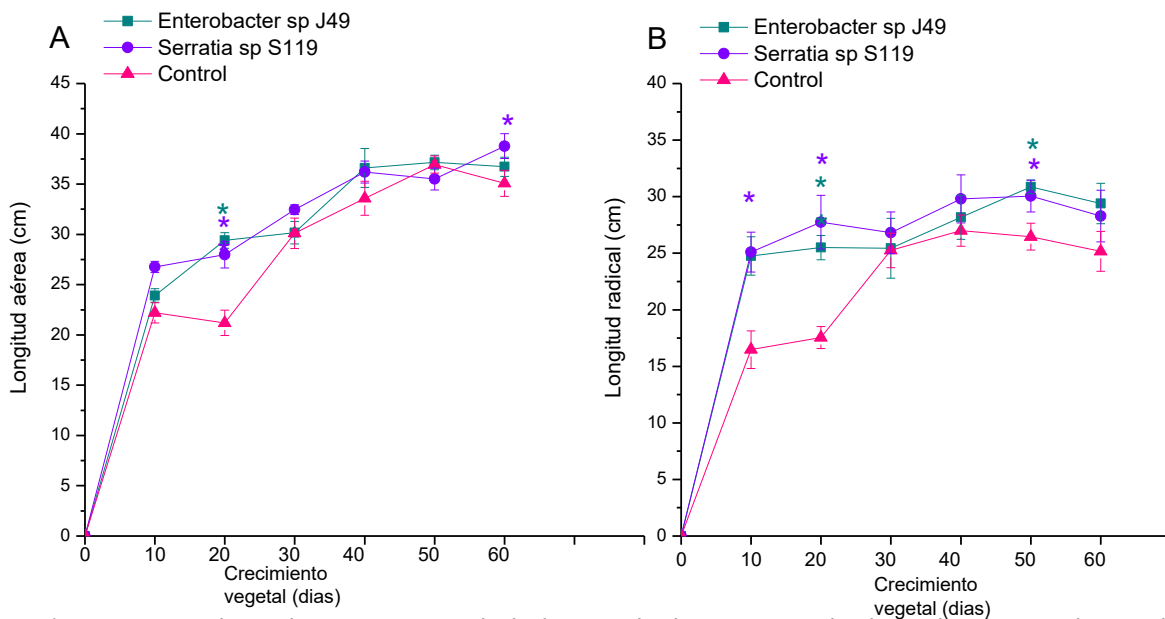 A
Enterobacter sp J49
Serratia sp S119
Control
45
40
35
30
25
20
15
10
5
0
Longitud aérea (cm)
*
*
*
0 10 20 30 40 50 60
Crecimiento
vegetal (dias)
B
Enterobacter sp J49
Serratia sp S119
Control
40
35
30
25
20
15
10
5
0
Longitud radical (cm)
*
*
*
*
*
0 10 20 30 40 50 60
Crecimiento
vegetal (dias)